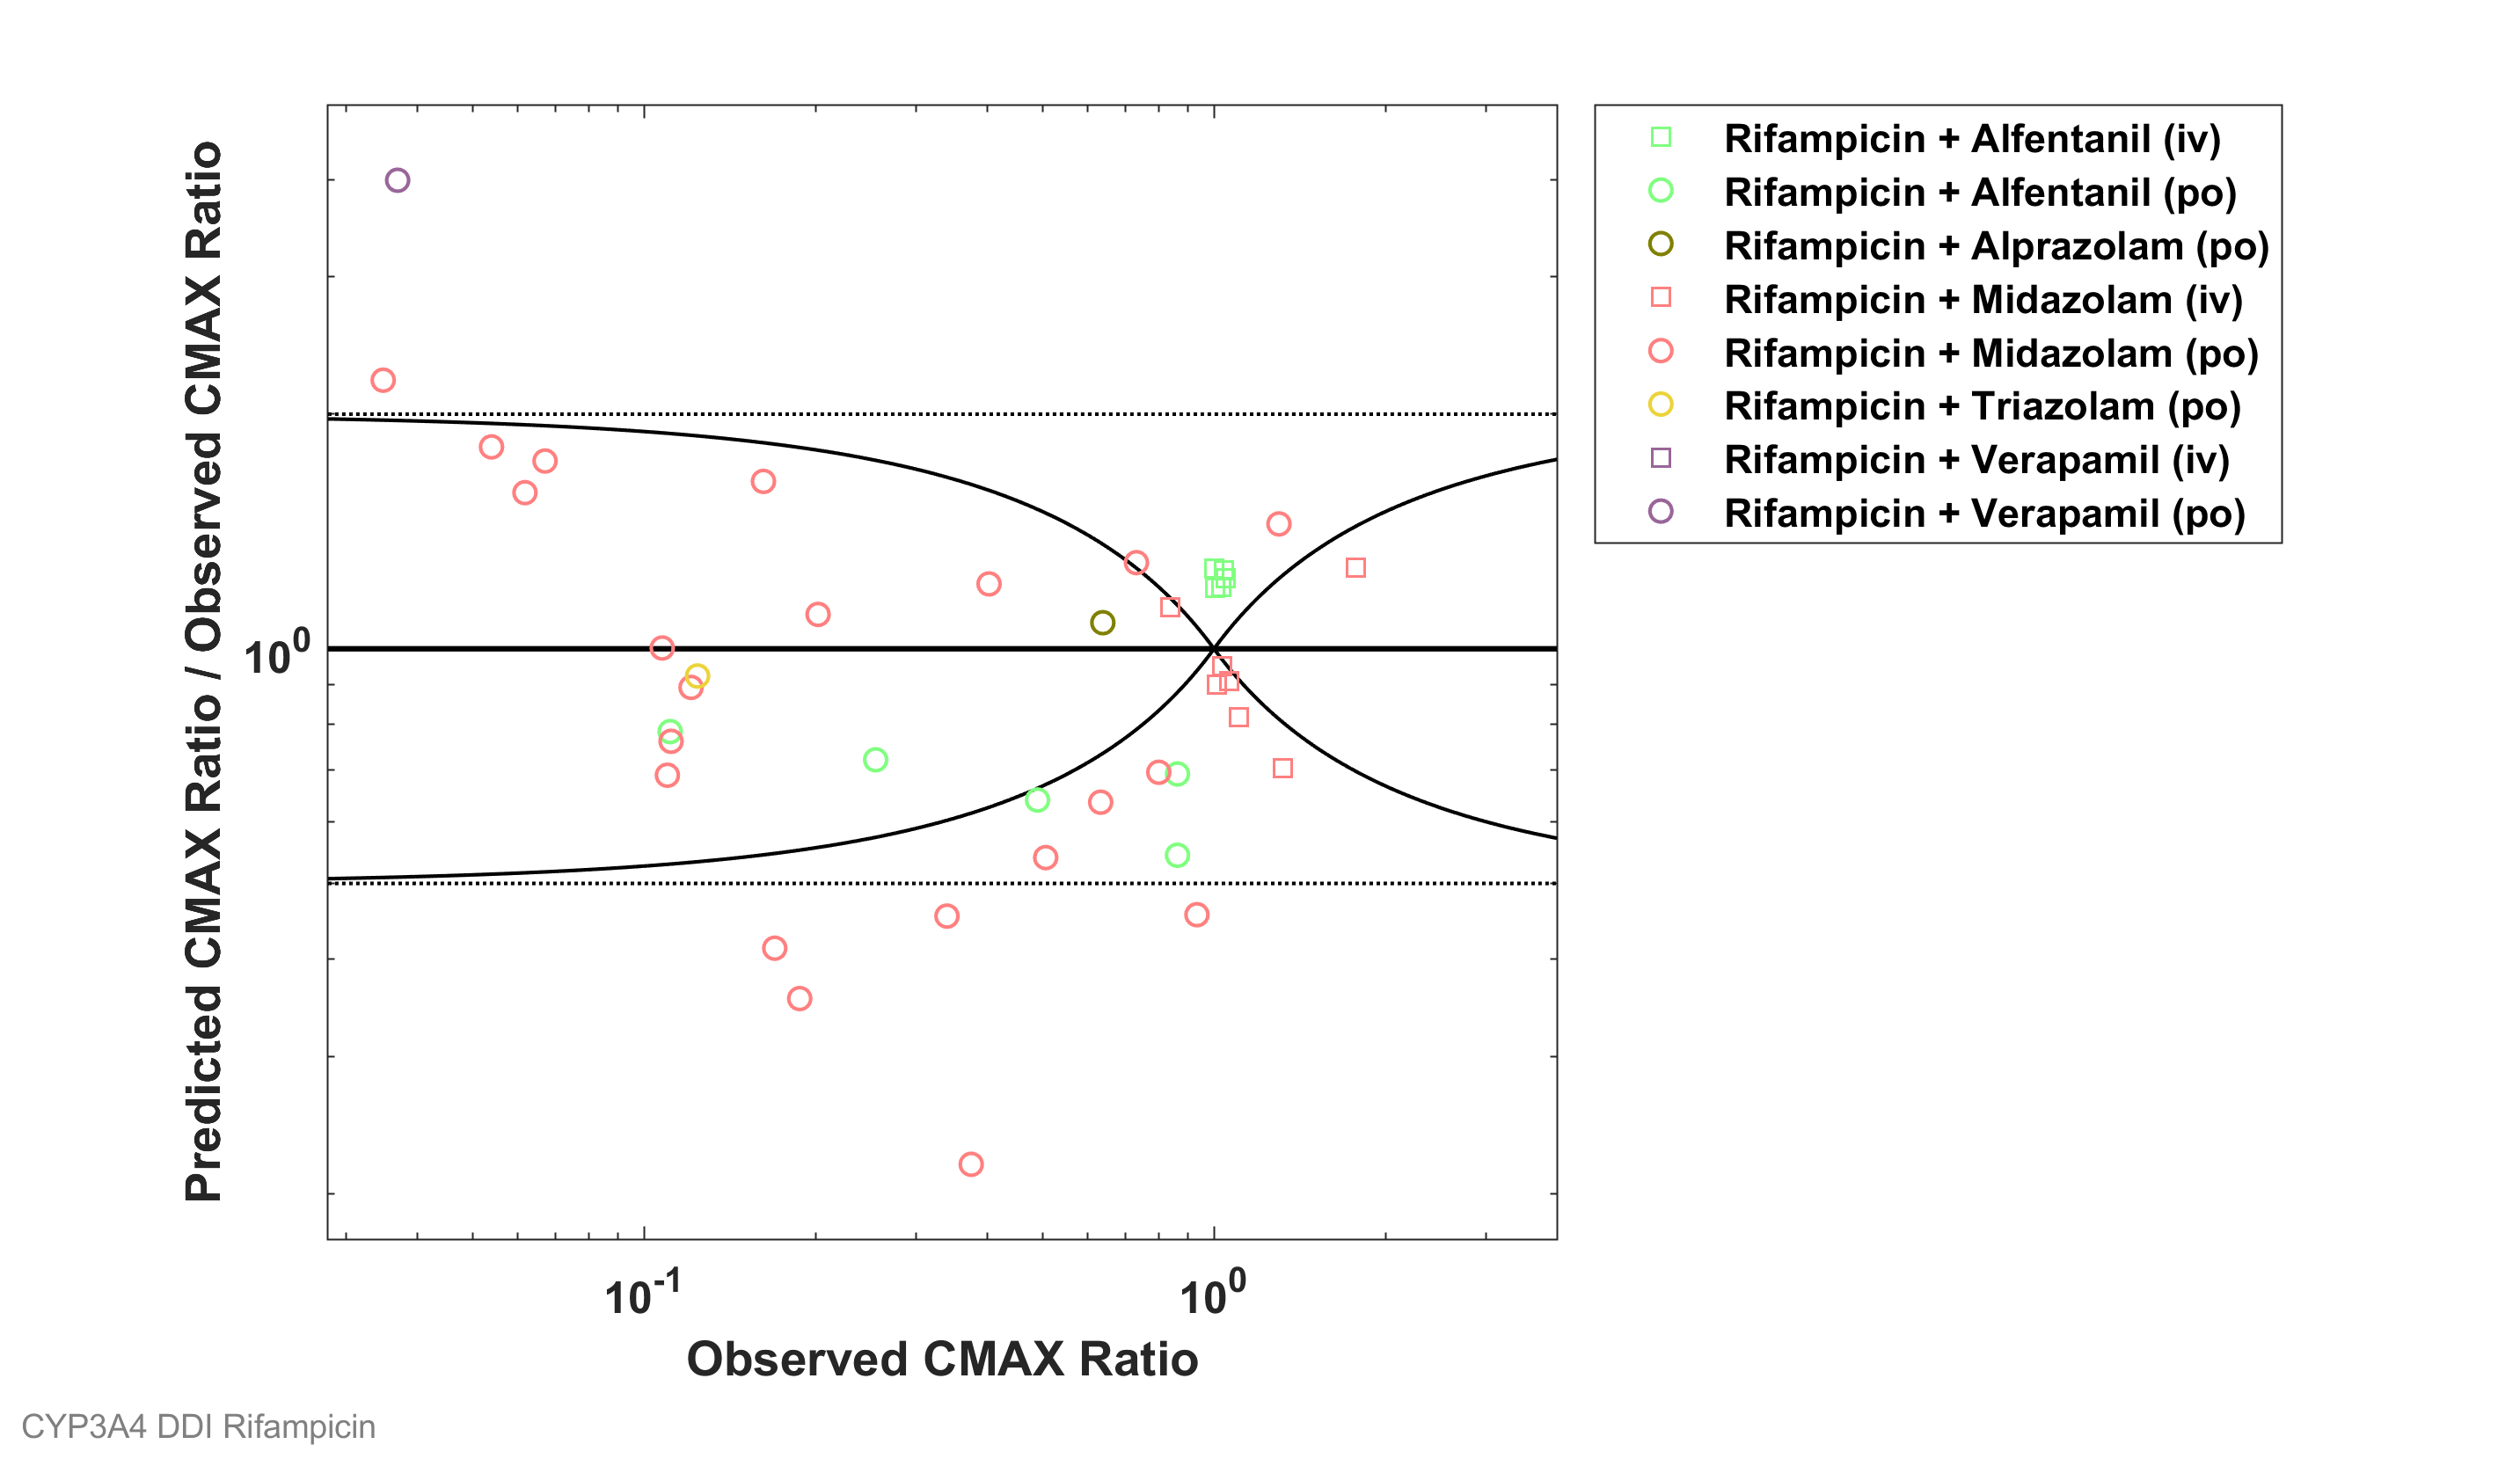 Predicted CMAX Ratio / Observed CMAX Ratio
10^0
10^-1
10^0
Observed CMAX Ratio
Rifampicin + Alfentanil (iv)
Rifampicin + Alfentanil (po)
Rifampicin + Alprazolam (po)
Rifampicin + Midazolam (iv)
Rifampicin + Midazolam (po)
Rifampicin + Triazolam (po)
Rifampicin + Verapamil (iv)
Rifampicin + Verapamil (po)
CYP3A4 DDI Rifampicin